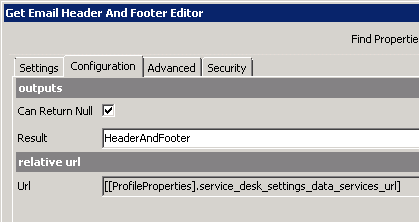 Get Email Header And Footer Editor
Find Properties
Settings Configuration Advanced Security
outputs
Can Return Null
Result HeaderAndFooter
relative url
Url [[ProfileProperties].service_desk_settings_data_services_url]